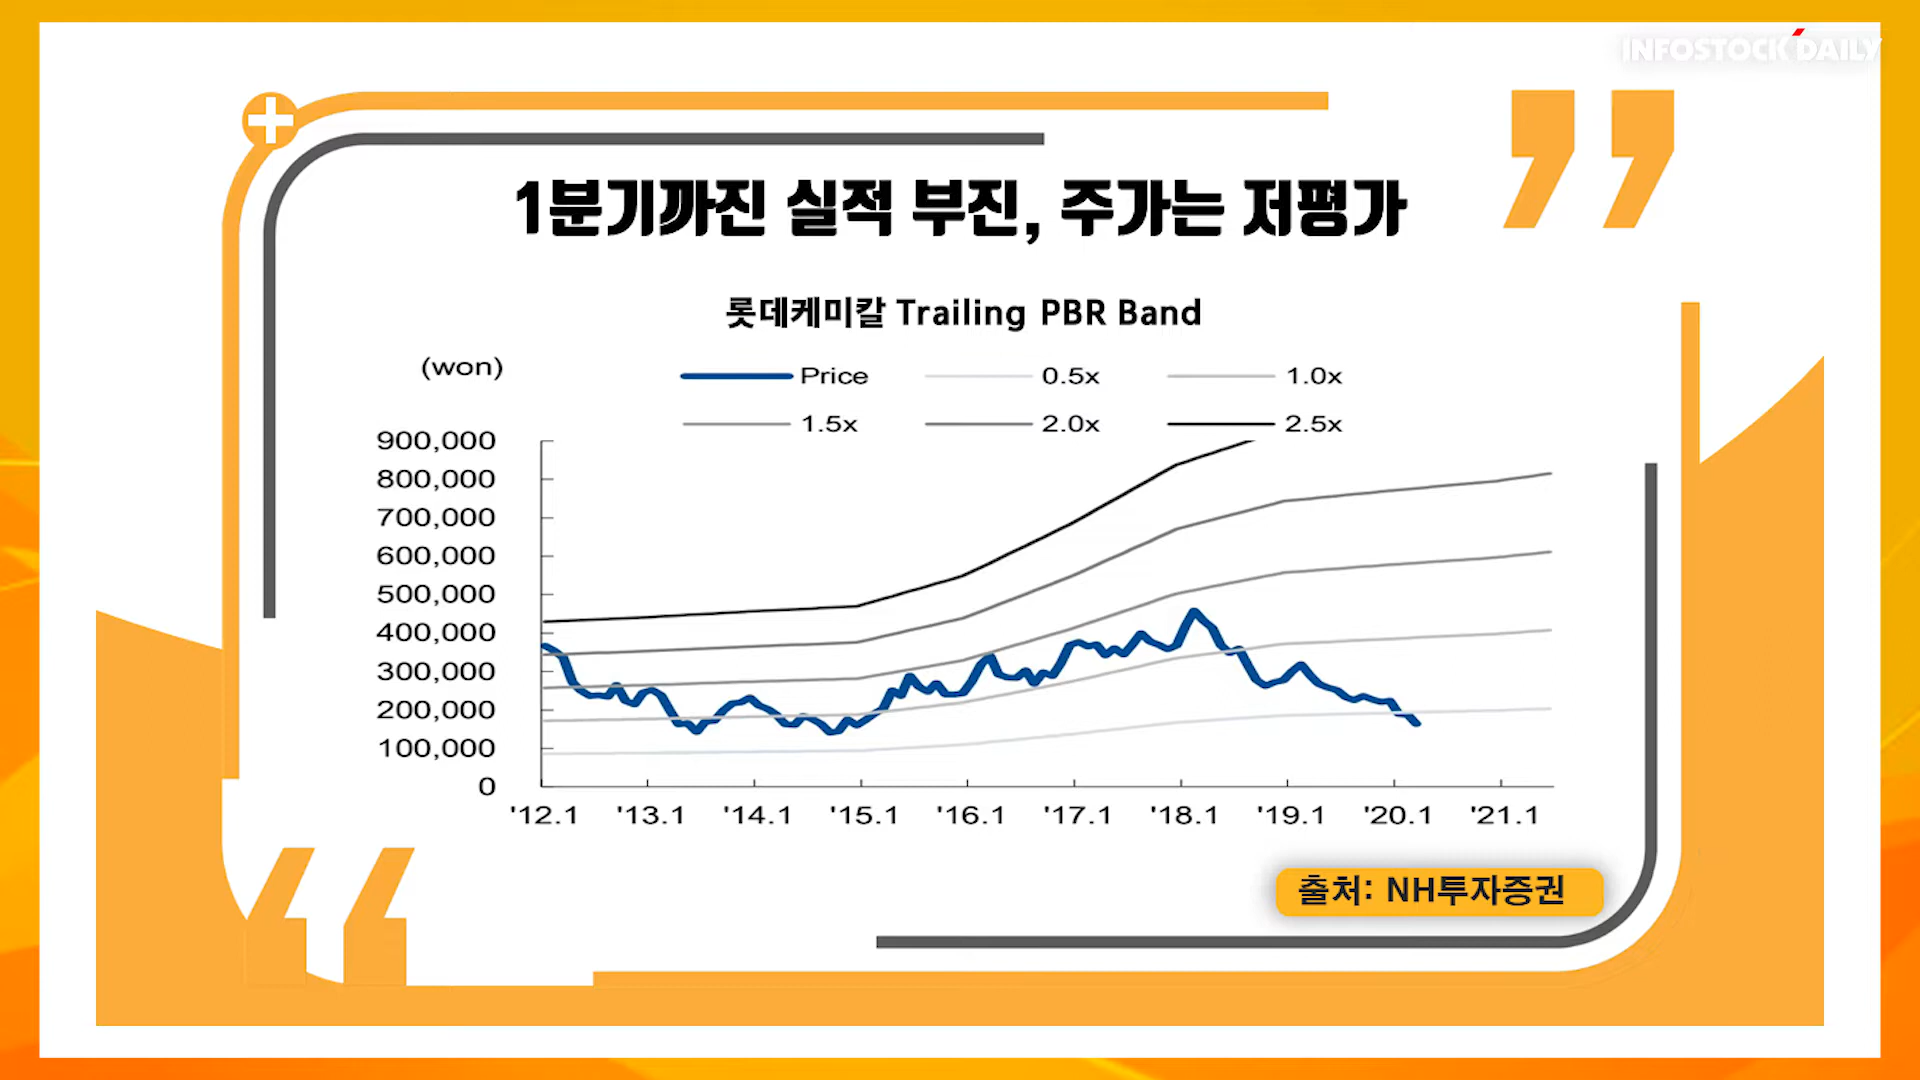 INFOSTOCK DAILY
1분기까진 실적 부진, 주가는 저평가
롯데케미칼 Trailing PBR Band
(won)
Price 0.5x 1.0x
1.5x 2.0x 2.5x
900,000
800,000
700,000
600,000
500,000
400,000
300,000
200,000
100,000
0
'12.1 '13.1 '14.1 '15.1 '16.1 '17.1 '18.1 '19.1 '20.1 '21.1
출처: NH투자증권